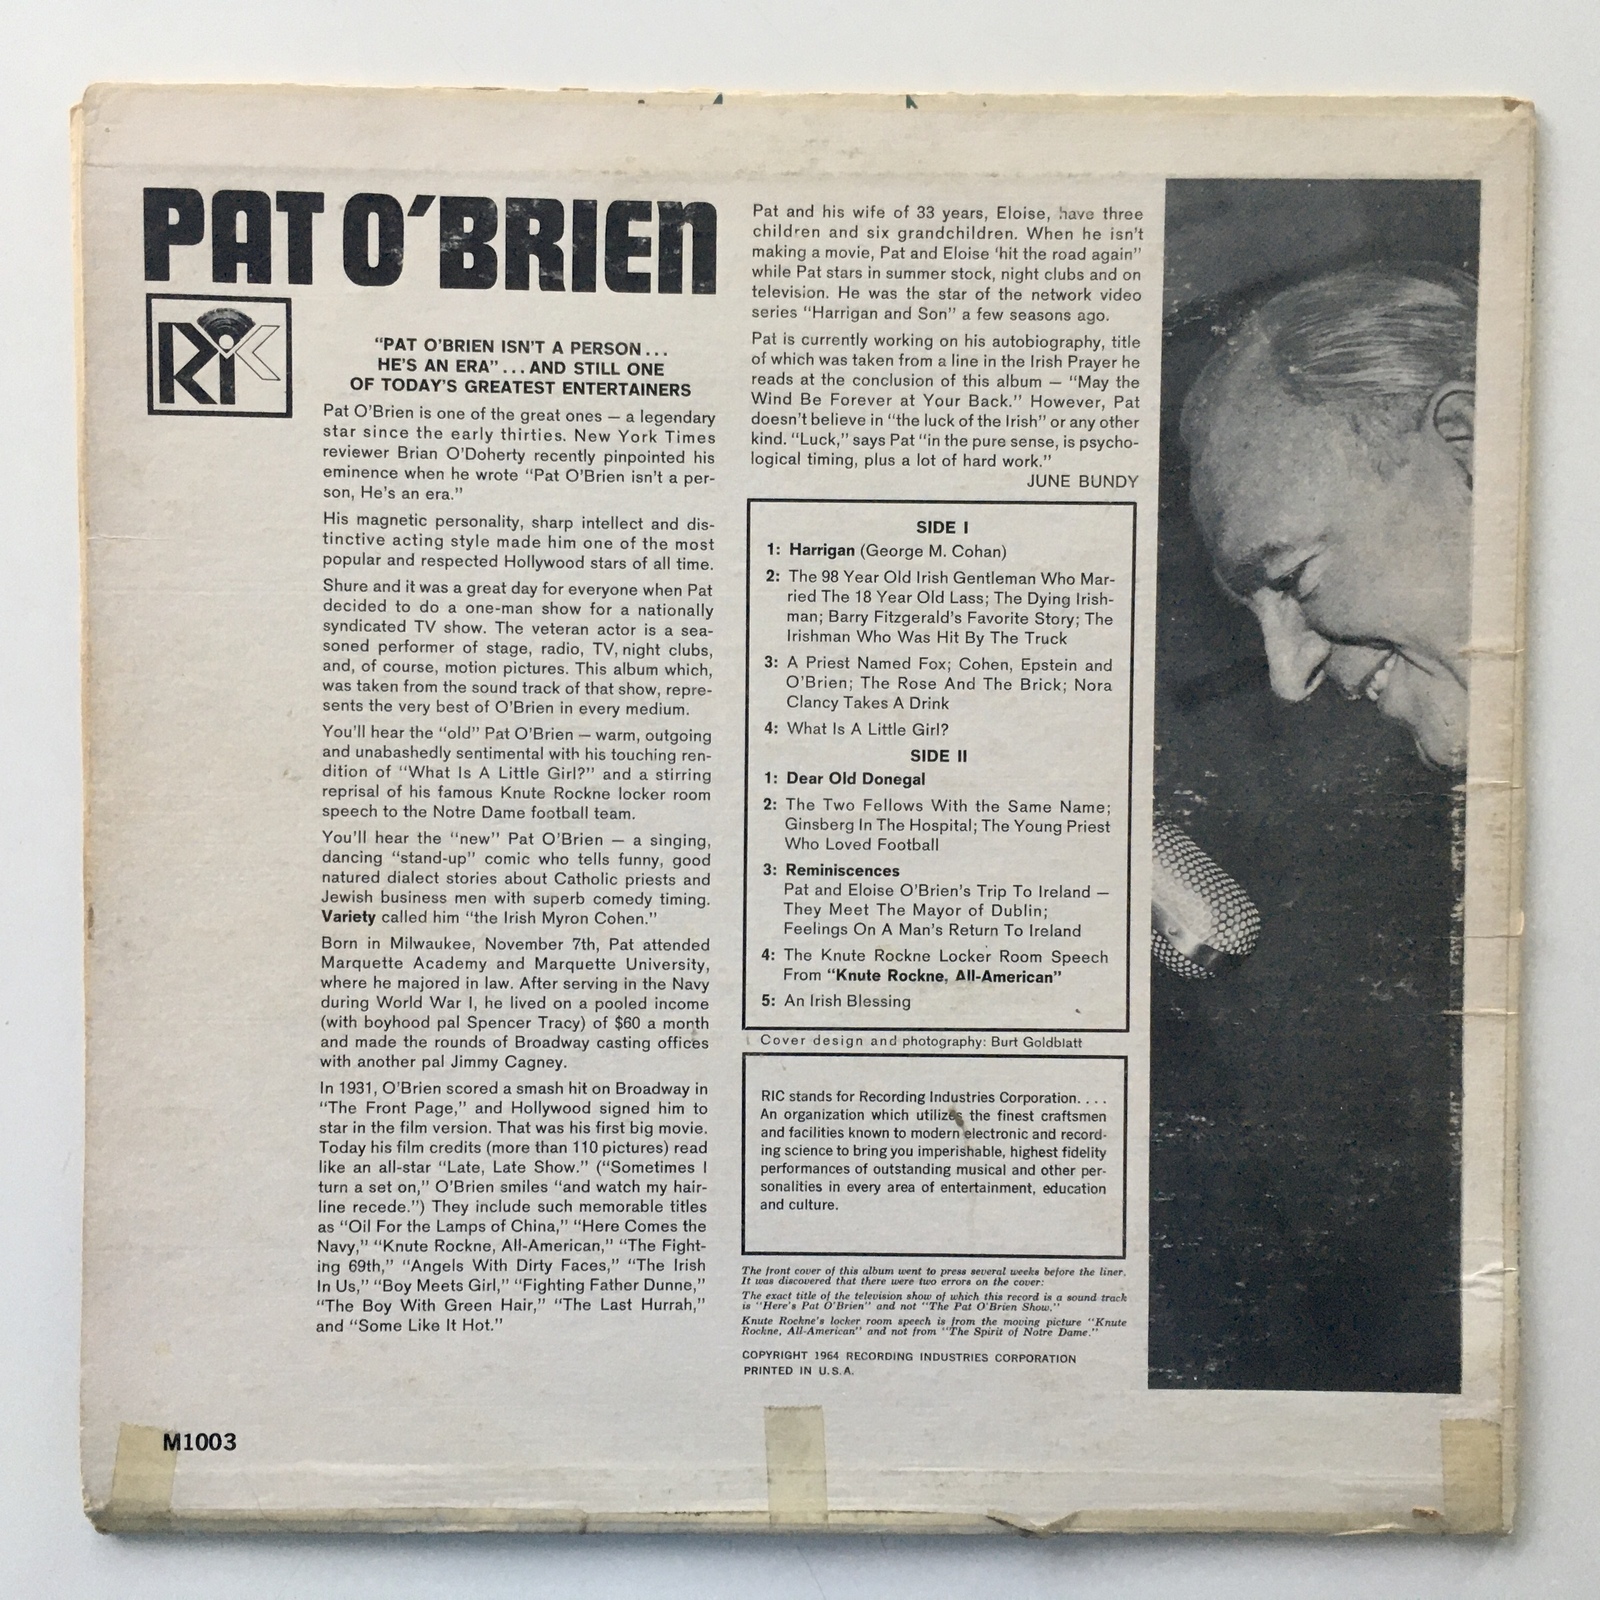 PAT O'BRIEN
RIC
"PAT O'BRIEN ISN'T A PERSON...
HE'S AN ERA"...AND STILL ONE
OF TODAY'S GREATEST ENTERTAINERS
Pat O'Brien is one of the great ones — a legendary
star since the early thirties. New York Times
reviewer Brian O'Doherty recently pinpointed his
eminence when he wrote "Pat O'Brien isn't a per-
son, He's an era."
His magnetic personality, sharp intellect and dis-
tinctive acting style made him one of the most
popular and respected Hollywood stars of all time.
Shure and it was a great day for everyone when Pat
decided to do a one-man show for a nationally
syndicated TV show. The veteran actor is a sea-
soned performer of stage, radio, TV, night clubs,
and, of course, motion pictures. This album which,
was taken from the sound track of that show, repre-
sents the very best of O'Brien in every medium.
You'll hear the "old" Pat O'Brien — warm, outgoing
and unabashedly sentimental with his touching ren-
dition of "What Is A Little Girl?" and a stirring
reprisal of his famous Knute Rockne locker room
speech to the Notre Dame football team.
You'll hear the "new" Pat O'Brien — a singing,
dancing "stand-up" comic who tells funny, good
natured dialect stories about Catholic priests and
Jewish business men with superb comedy timing.
Variety called him "the Irish Myron Cohen."
Born in Milwaukee, November 7th, Pat attended
Marquette Academy and Marquette University,
where he majored in law. After serving in the Navy
during World War I, he lived on a pooled income
(with boyhood pal Spencer Tracy) of $60 a month
and made the rounds of Broadway casting offices
with another pal Jimmy Cagney.
In 1931, O'Brien scored a smash hit on Broadway in
"The Front Page," and Hollywood signed him to
star in the film version. That was his first big movie.
Today his film credits (more than 110 pictures) read
like an all-star "Late, Late Show." ("Sometimes I
turn a set on," O'Brien smiles "and watch my hair-
line recede.") They include such memorable titles
as "Oil For the Lamps of China," "Here Comes the
Navy," "Knute Rockne, All-American," "The Fight-
ing 69th," "Angels With Dirty Faces," "The Irish
In Us," "Boy Meets Girl," "Fighting Father Dunne,"
"The Boy With Green Hair," "The Last Hurrah,"
and "Some Like It Hot."
Pat and his wife of 33 years, Eloise, have three
children and six grandchildren. When he isn't
making a movie, Pat and Eloise 'hit the road again"
while Pat stars in summer stock, night clubs and on
television. He was the star of the network video
series "Harrigan and Son" a few seasons ago.
Pat is currently working on his autobiography, title
of which was taken from a line in the Irish Prayer he
reads at the conclusion of this album — "May the
Wind Be Forever at Your Back." However, Pat
doesn't believe in "the luck of the Irish" or any other
kind. "Luck," says Pat "in the pure sense, is psycho-
logical timing, plus a lot of hard work."
JUNE BUNDY
SIDE I
1: Harrigan (George M. Cohan)
2: The 98 Year Old Irish Gentleman Who Mar-
ried The 18 Year Old Lass; The Dying Irish-
man; Barry Fitzgerald's Favorite Story; The
Irishman Who Was Hit By The Truck
3: A Priest Named Fox; Cohen, Epstein and
O'Brien; The Rose And The Brick; Nora
Clancy Takes A Drink
4: What Is A Little Girl?
SIDE II
1: Dear Old Donegal
2: The Two Fellows With the Same Name;
Ginsberg In The Hospital; The Young Priest
Who Loved Football
3: Reminiscences
Pat and Eloise O'Brien's Trip To Ireland —
They Meet The Mayor of Dublin;
Feelings On A Man's Return To Ireland
4: The Knute Rockne Locker Room Speech
From "Knute Rockne, All-American"
5: An Irish Blessing
Cover design and photography: Burt Goldblatt
RIC stands for Recording Industries Corporation....
An organization which utilizes the finest craftsmen
and facilities known to modern electronic and record-
ing science to bring you imperishable, highest fidelity
performances of outstanding musical and other per-
sonalities in every area of entertainment, education
and culture.
The front cover of this album went to press several weeks before the liner.
It was discovered that there were two errors on the cover:
The exact title of the television show of which this record is a sound track
is "Here's Pat O'Brien" and not "The Pat O'Brien Show."
Knute Rockne's locker room speech is from the moving picture "Knute
Rockne, All-American" and not from "The Spirit of Notre Dame."
COPYRIGHT 1964 RECORDING INDUSTRIES CORPORATION
PRINTED IN U.S.A.
M1003